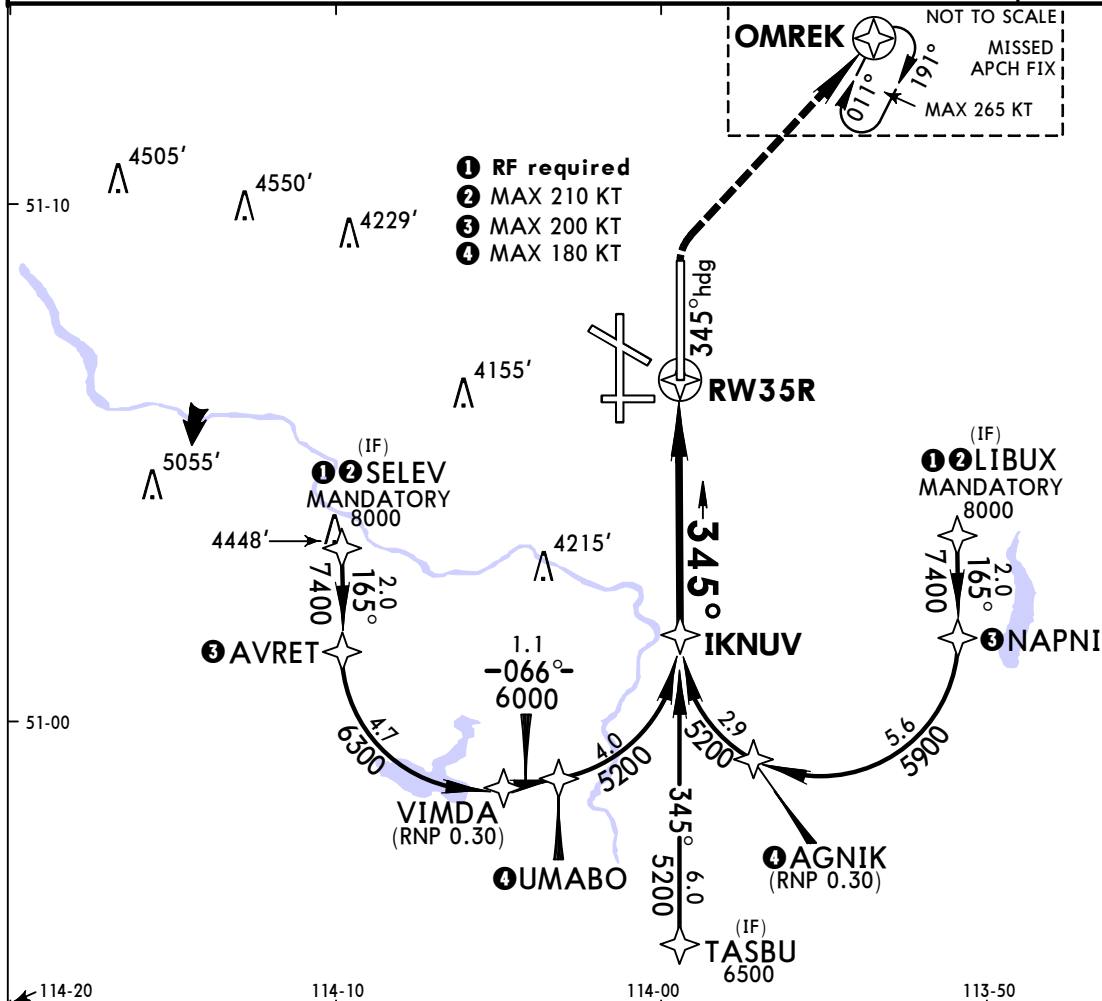 NOT TO SCALE
OMREK
MISSED
APCH FIX
011°
191°
MAX 265 KT
4505'
4550'
4229'
51-10
❶ RF required
❷ MAX 210 KT
❸ MAX 200 KT
❹ MAX 180 KT
345°hdg
4155'
RW35R
5055'
(IF)
❶❷SELEV
MANDATORY
8000
4448'
4215'
(IF)
❶❷LIBUX
MANDATORY
8000
2.0
165°
7400
2.0
165°
7400
345°
❸AVRET
IKNUV
❸NAPNI
1.1
066°
6000
51-00
4.7
6300
4.0
5200
2.9
5200
5.6
5900
VIMDA
(RNP 0.30)
❹UMABO
345°
6.0
5200
❹AGNIK
(RNP 0.30)
(IF)
TASBU
6500
114-20
114-10
114-00
113-50